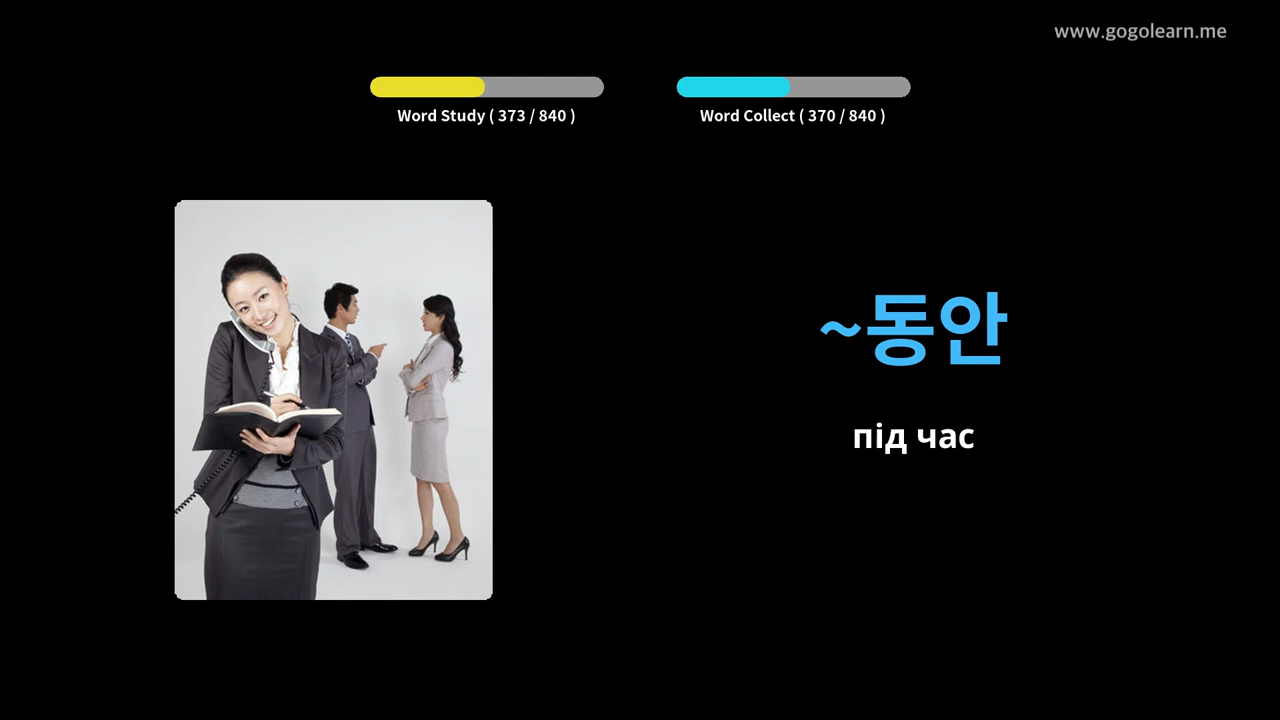 www.gogolearn.me
Word Study ( 373 / 840 )
Word Collect ( 370 / 840 )
~동안
під час